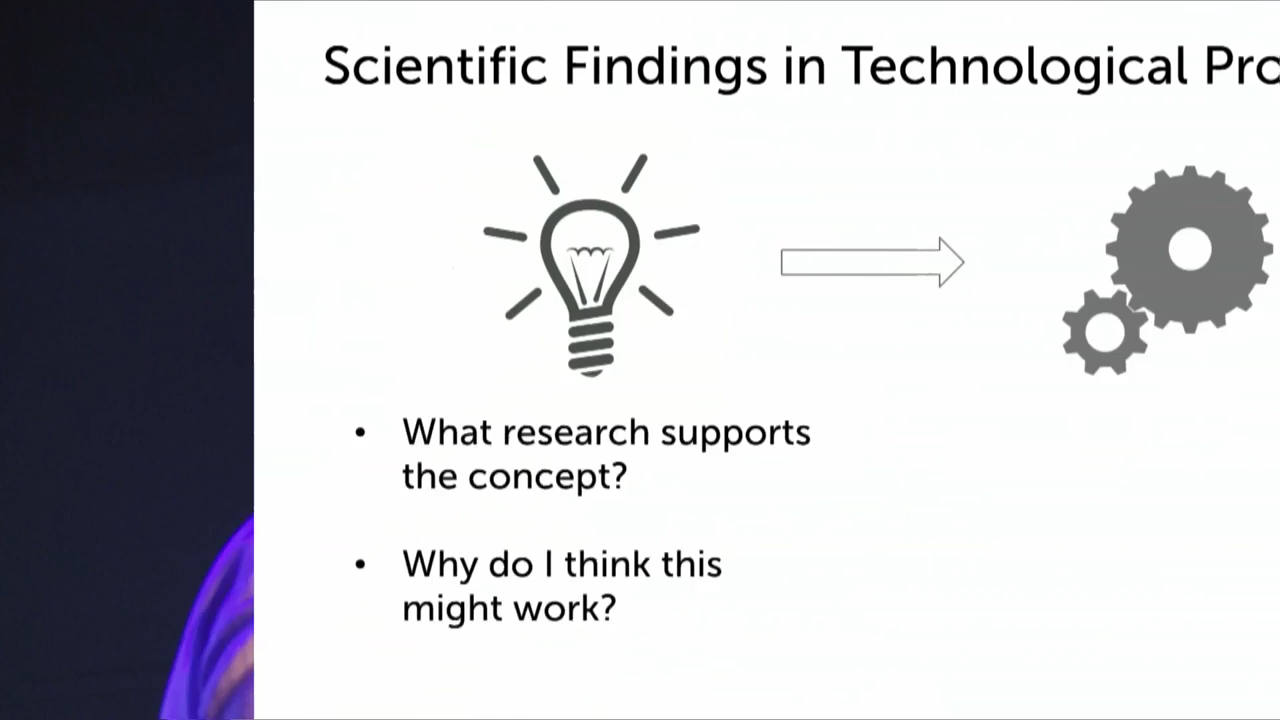 Scientific Findings in Technological Pro
• What research supports
the concept?
• Why do I think this
might work?